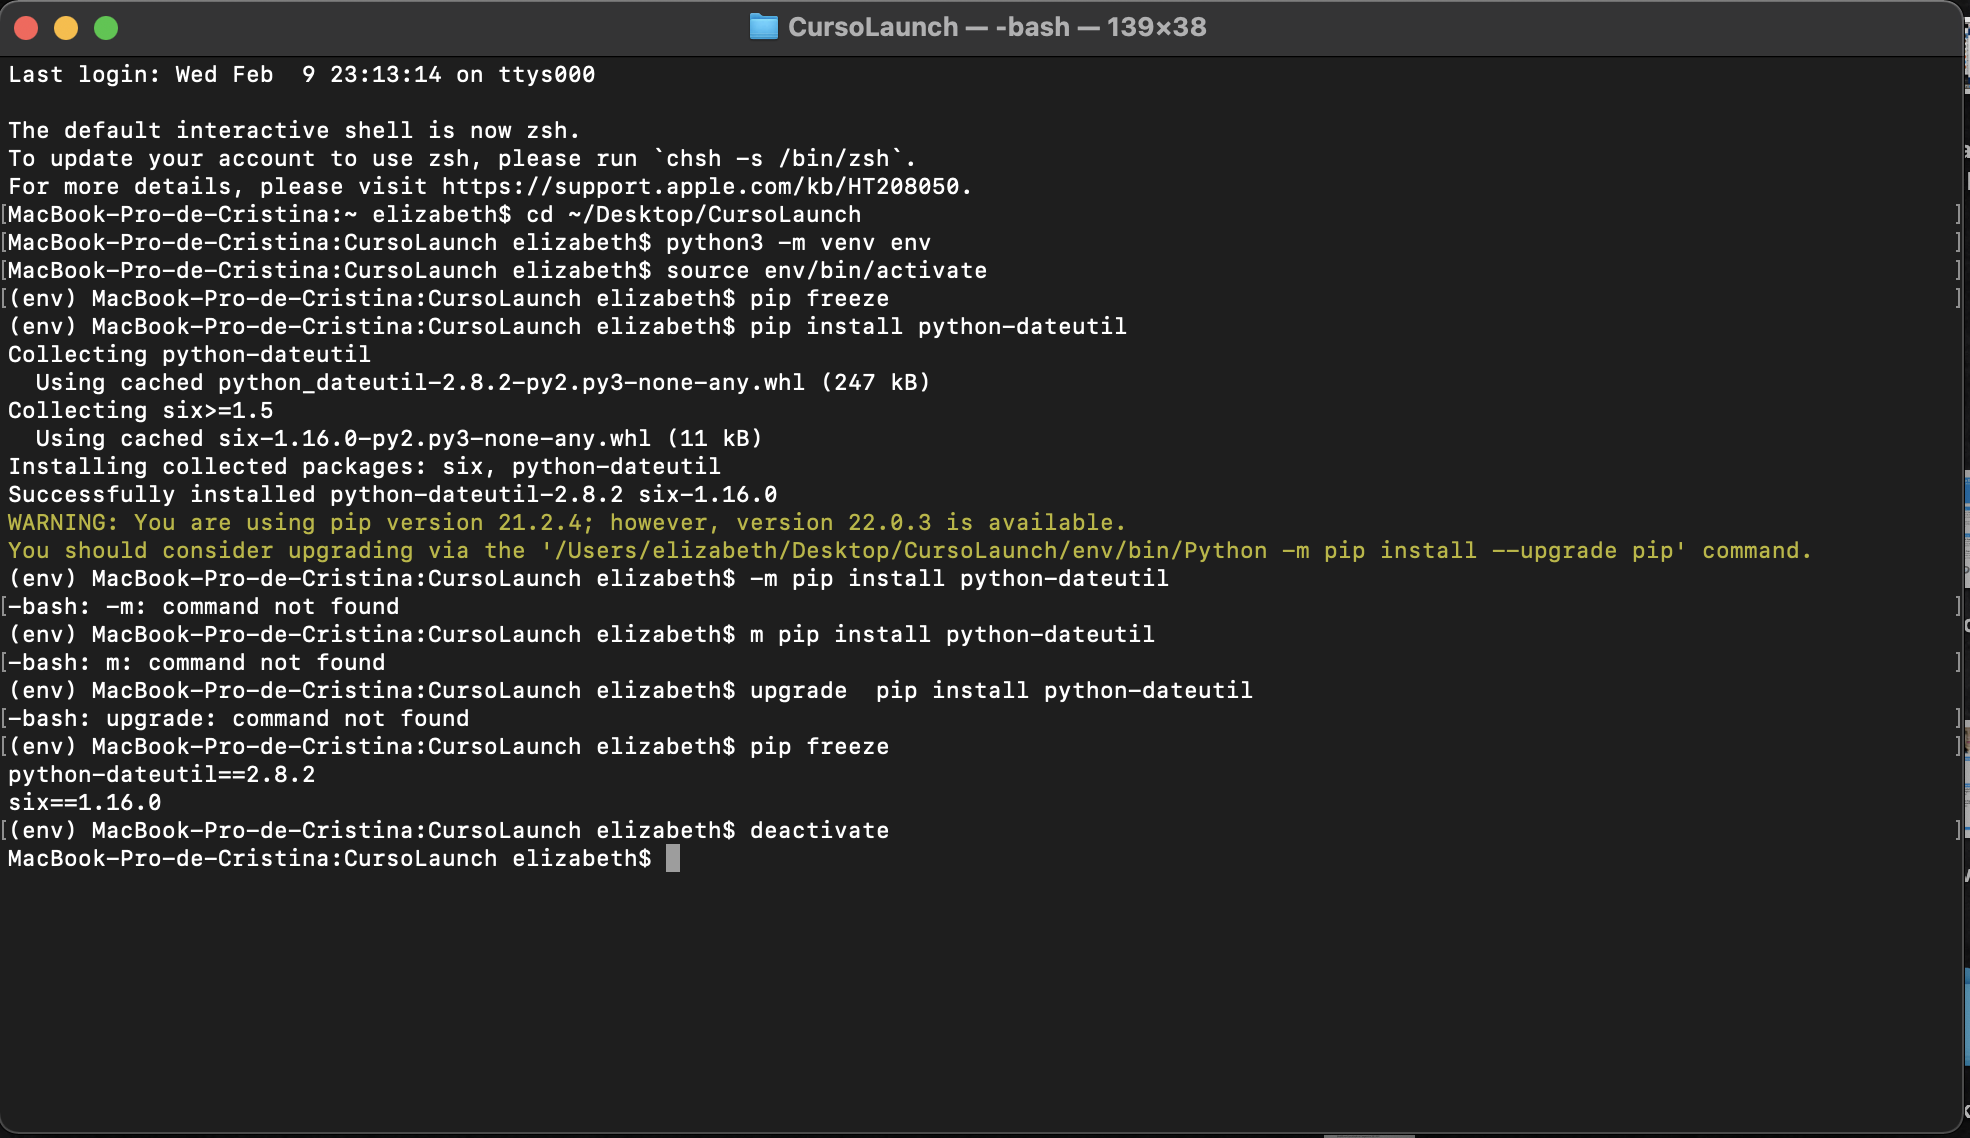 CursoLaunch — -bash — 139×38
Last login: Wed Feb  9 23:13:14 on ttys000
The default interactive shell is now zsh.
To update your account to use zsh, please run `chsh -s /bin/zsh`.
For more details, please visit https://support.apple.com/kb/HT208050.
[MacBook-Pro-de-Cristina:~ elizabeth$ cd ~/Desktop/CursoLaunch ]
[MacBook-Pro-de-Cristina:CursoLaunch elizabeth$ python3 -m venv env ]
[MacBook-Pro-de-Cristina:CursoLaunch elizabeth$ source env/bin/activate ]
[(env) MacBook-Pro-de-Cristina:CursoLaunch elizabeth$ pip freeze ]
(env) MacBook-Pro-de-Cristina:CursoLaunch elizabeth$ pip install python-dateutil
Collecting python-dateutil
  Using cached python_dateutil-2.8.2-py2.py3-none-any.whl (247 kB)
Collecting six>=1.5
  Using cached six-1.16.0-py2.py3-none-any.whl (11 kB)
Installing collected packages: six, python-dateutil
Successfully installed python-dateutil-2.8.2 six-1.16.0
WARNING: You are using pip version 21.2.4; however, version 22.0.3 is available.
You should consider upgrading via the '/Users/elizabeth/Desktop/CursoLaunch/env/bin/Python -m pip install --upgrade pip' command.
(env) MacBook-Pro-de-Cristina:CursoLaunch elizabeth$ -m pip install python-dateutil
[-bash: -m: command not found ]
(env) MacBook-Pro-de-Cristina:CursoLaunch elizabeth$ m pip install python-dateutil
[-bash: m: command not found ]
(env) MacBook-Pro-de-Cristina:CursoLaunch elizabeth$ upgrade  pip install python-dateutil
[-bash: upgrade: command not found ]
[(env) MacBook-Pro-de-Cristina:CursoLaunch elizabeth$ pip freeze ]
python-dateutil==2.8.2
six==1.16.0
[(env) MacBook-Pro-de-Cristina:CursoLaunch elizabeth$ deactivate ]
MacBook-Pro-de-Cristina:CursoLaunch elizabeth$